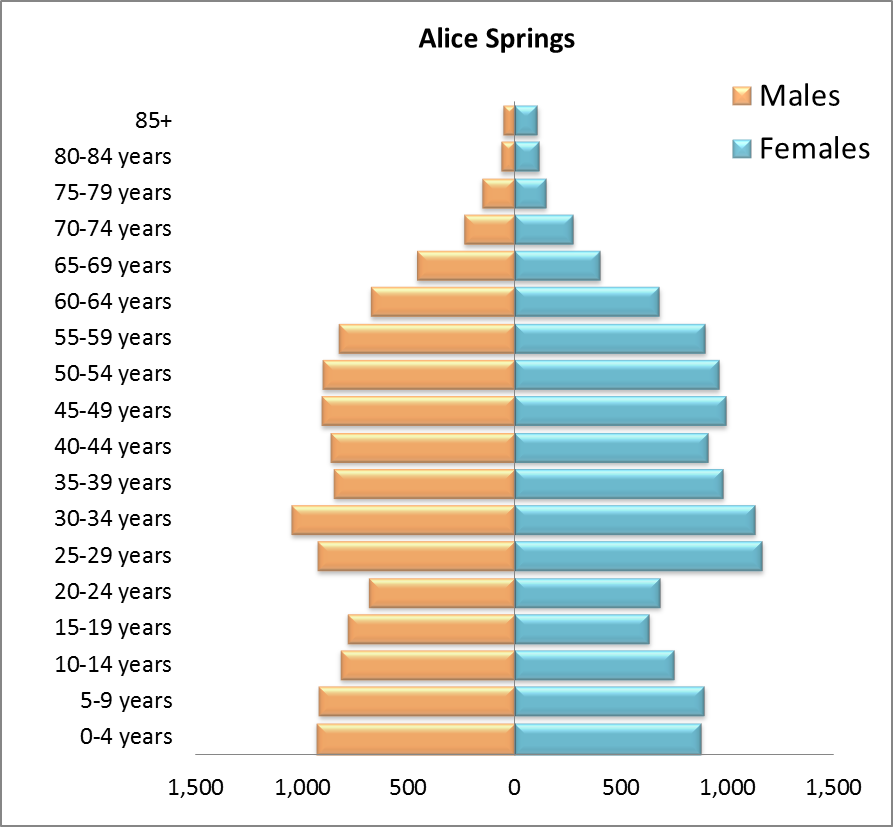 Alice Springs
Males
Females
85+
80-84 years
75-79 years
70-74 years
65-69 years
60-64 years
55-59 years
50-54 years
45-49 years
40-44 years
35-39 years
30-34 years
25-29 years
20-24 years
15-19 years
10-14 years
5-9 years
0-4 years
1,500 1,000 500 0 500 1,000 1,500